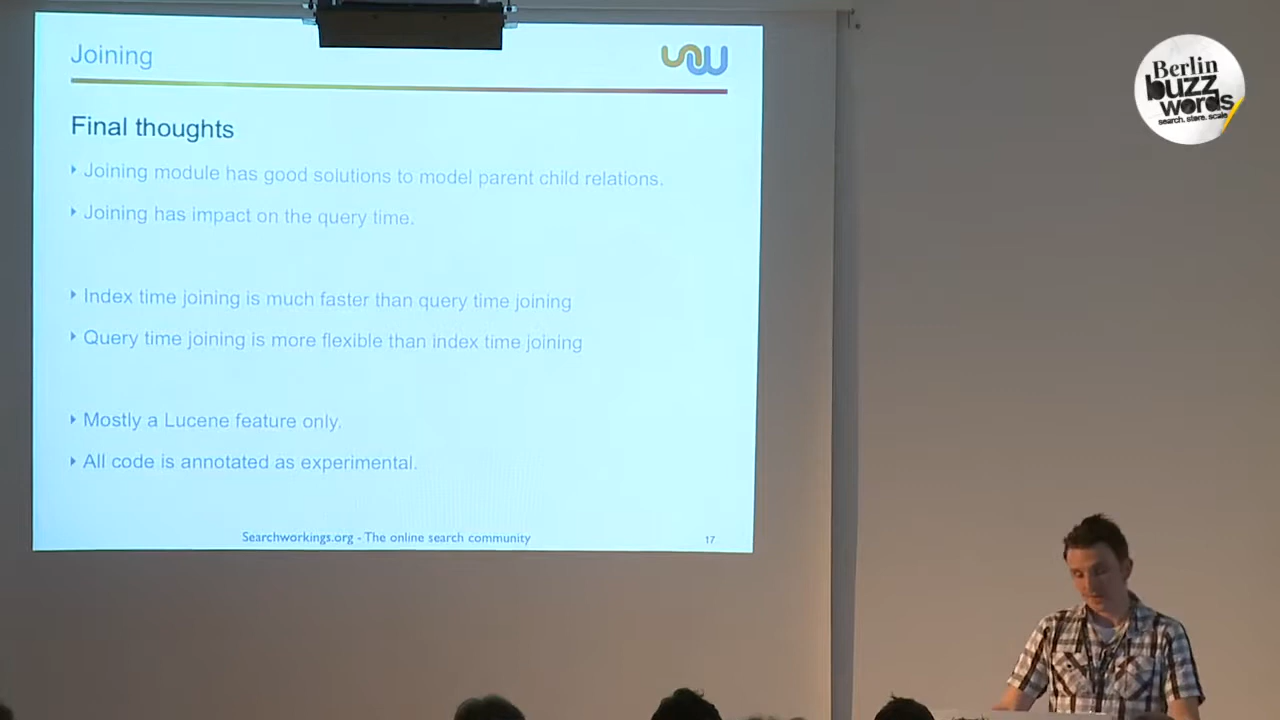 Joining
Final thoughts
Joining module has good solutions to model parent child relations.
Joining has impact on the query time.
Index time joining is much faster than query time joining
Query time joining is more flexible than index time joining
Mostly a Lucene feature only.
All code is annotated as experimental.
Searchworkings.org - The online search community
17
Berlin
buzz
words
search. store. scale